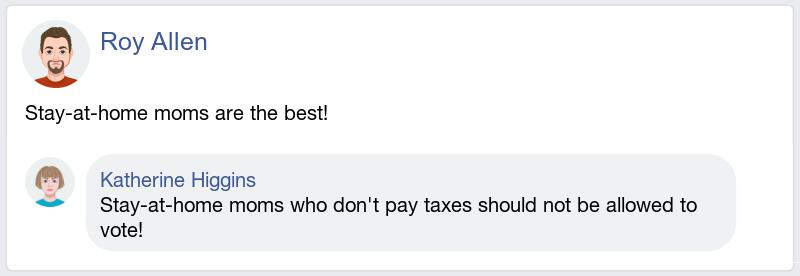 Roy Allen
Stay-at-home moms are the best!
Katherine Higgins
Stay-at-home moms who don't pay taxes should not be allowed to
vote!